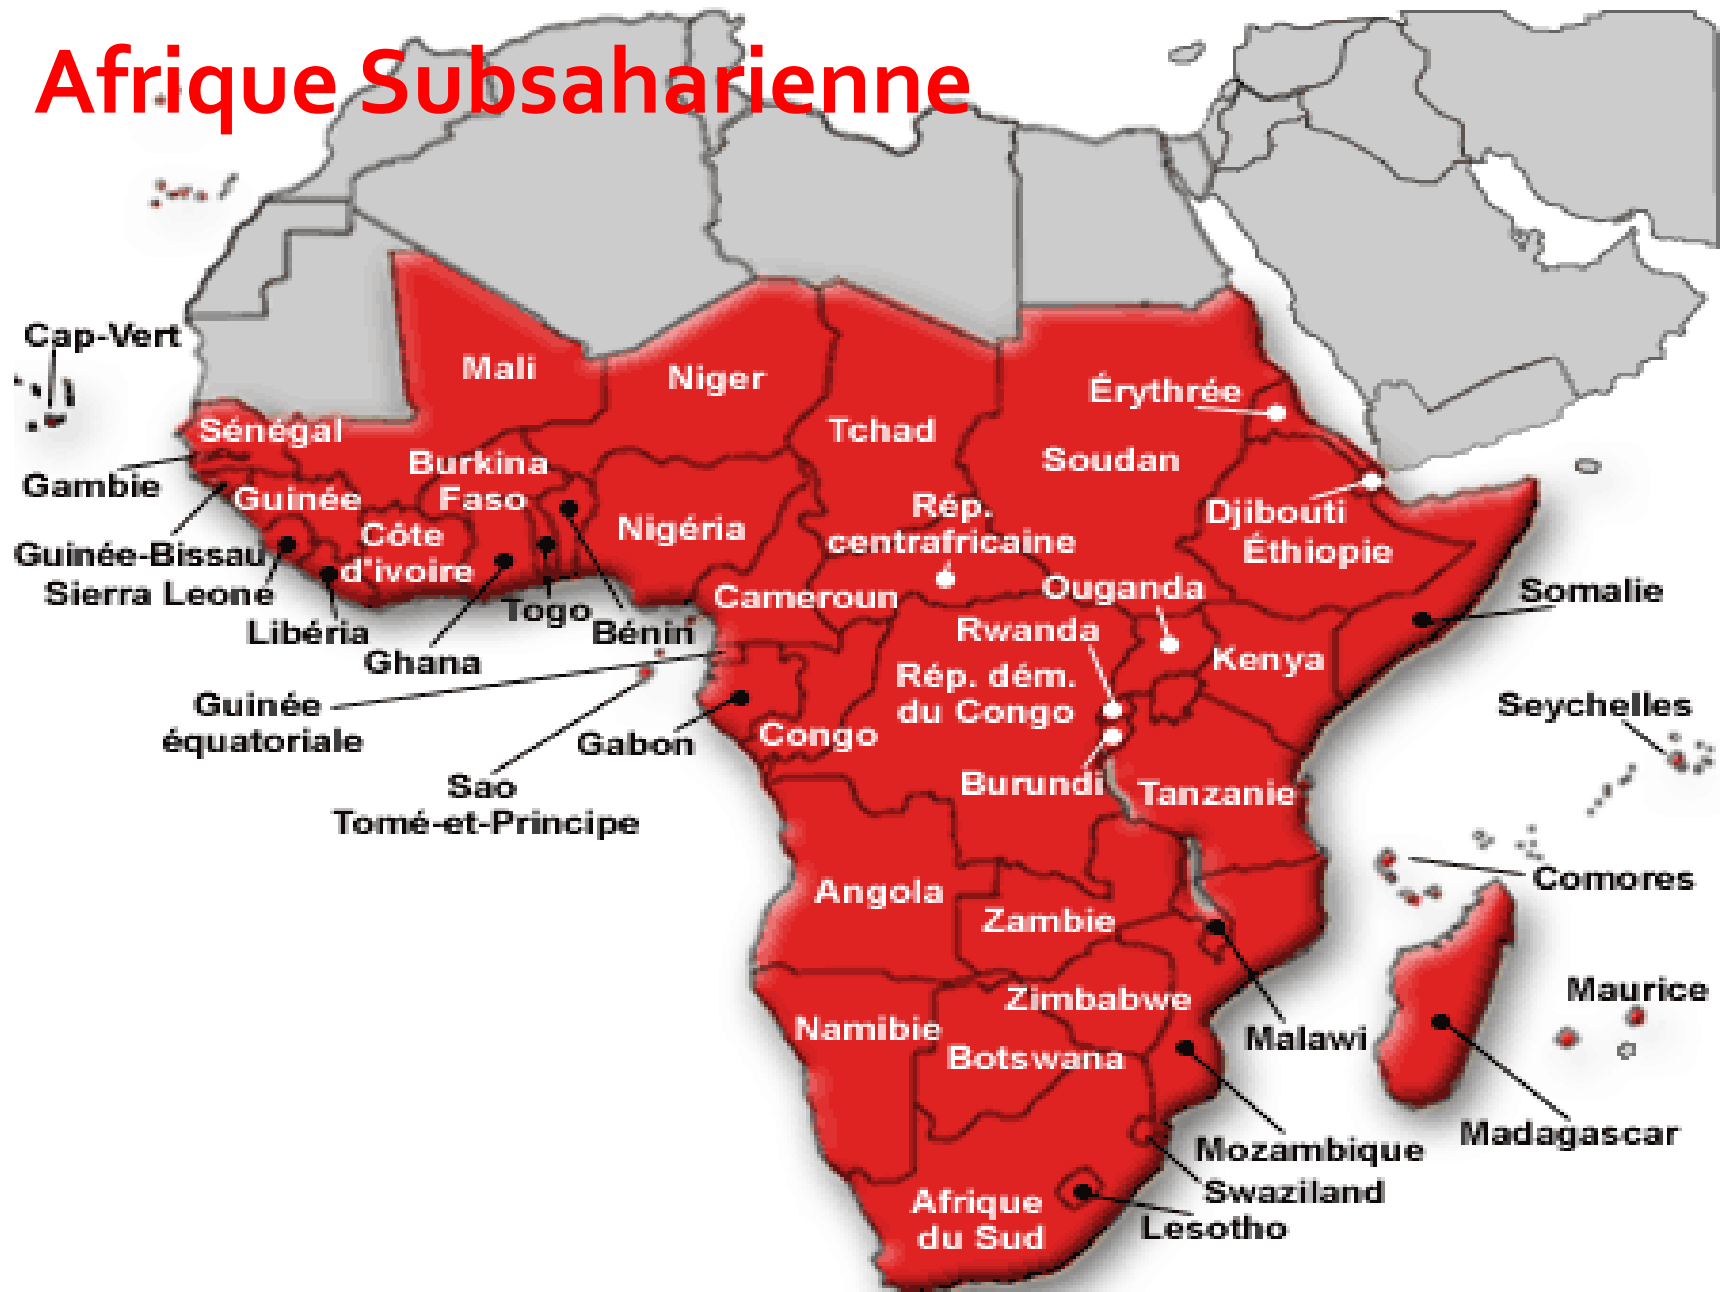 Afrique Subsaharienne
Cap-Vert
Mali
Niger
Érythrée
Tchad
Sénégal
Soudan
Burkina
Faso
Gambie
Guinée
Rép.
centrafricaine
Djibouti
Nigéria
Côte
d'ivoire
Éthiopie
Guinée-Bissau
Sierra Leone
Cameroun
Ouganda
Somalie
Togo
Bénin
Libéria
Rwanda
Ghana
Kenya
Rép. dém.
du Congo
Guinée
équatoriale
Seychelles
Gabon
Congo
Sao
Tomé-et-Principe
Burundi
Tanzanie
Comores
Angola
Zambie
Maurice
Zimbabwe
Namibie
Malawi
Botswana
Madagascar
Mozambique
Swaziland
Afrique
du Sud
Lesotho